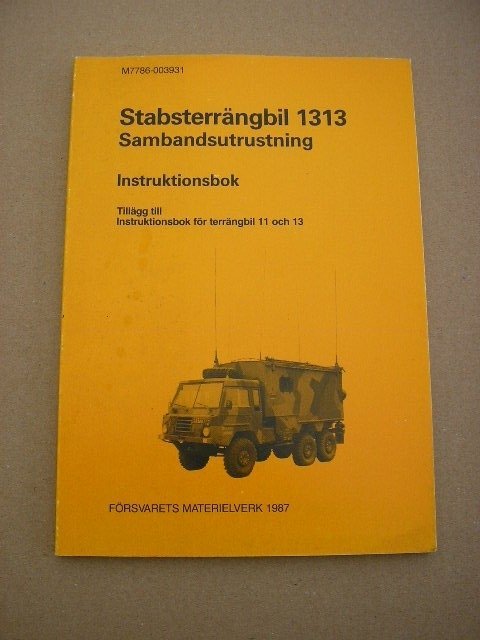 M7786-003931
Stabsterrängbil 1313
Sambandsutrustning
Instruktionsbok
Tillägg till
Instruktionsbok för terrängbil 11 och 13
FÖRSVARETS MATERIELVERK 1987